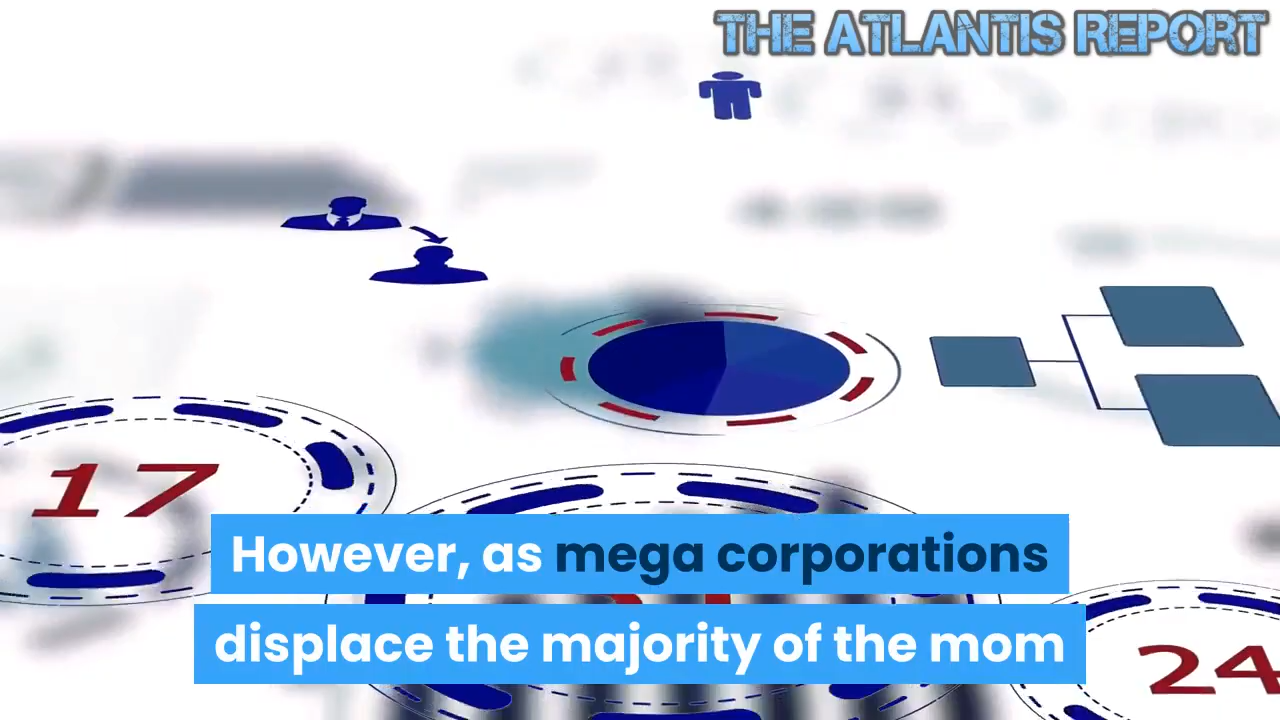 THE ATLANTIS REPORT
17
However, as mega corporations
displace the majority of the mom
24